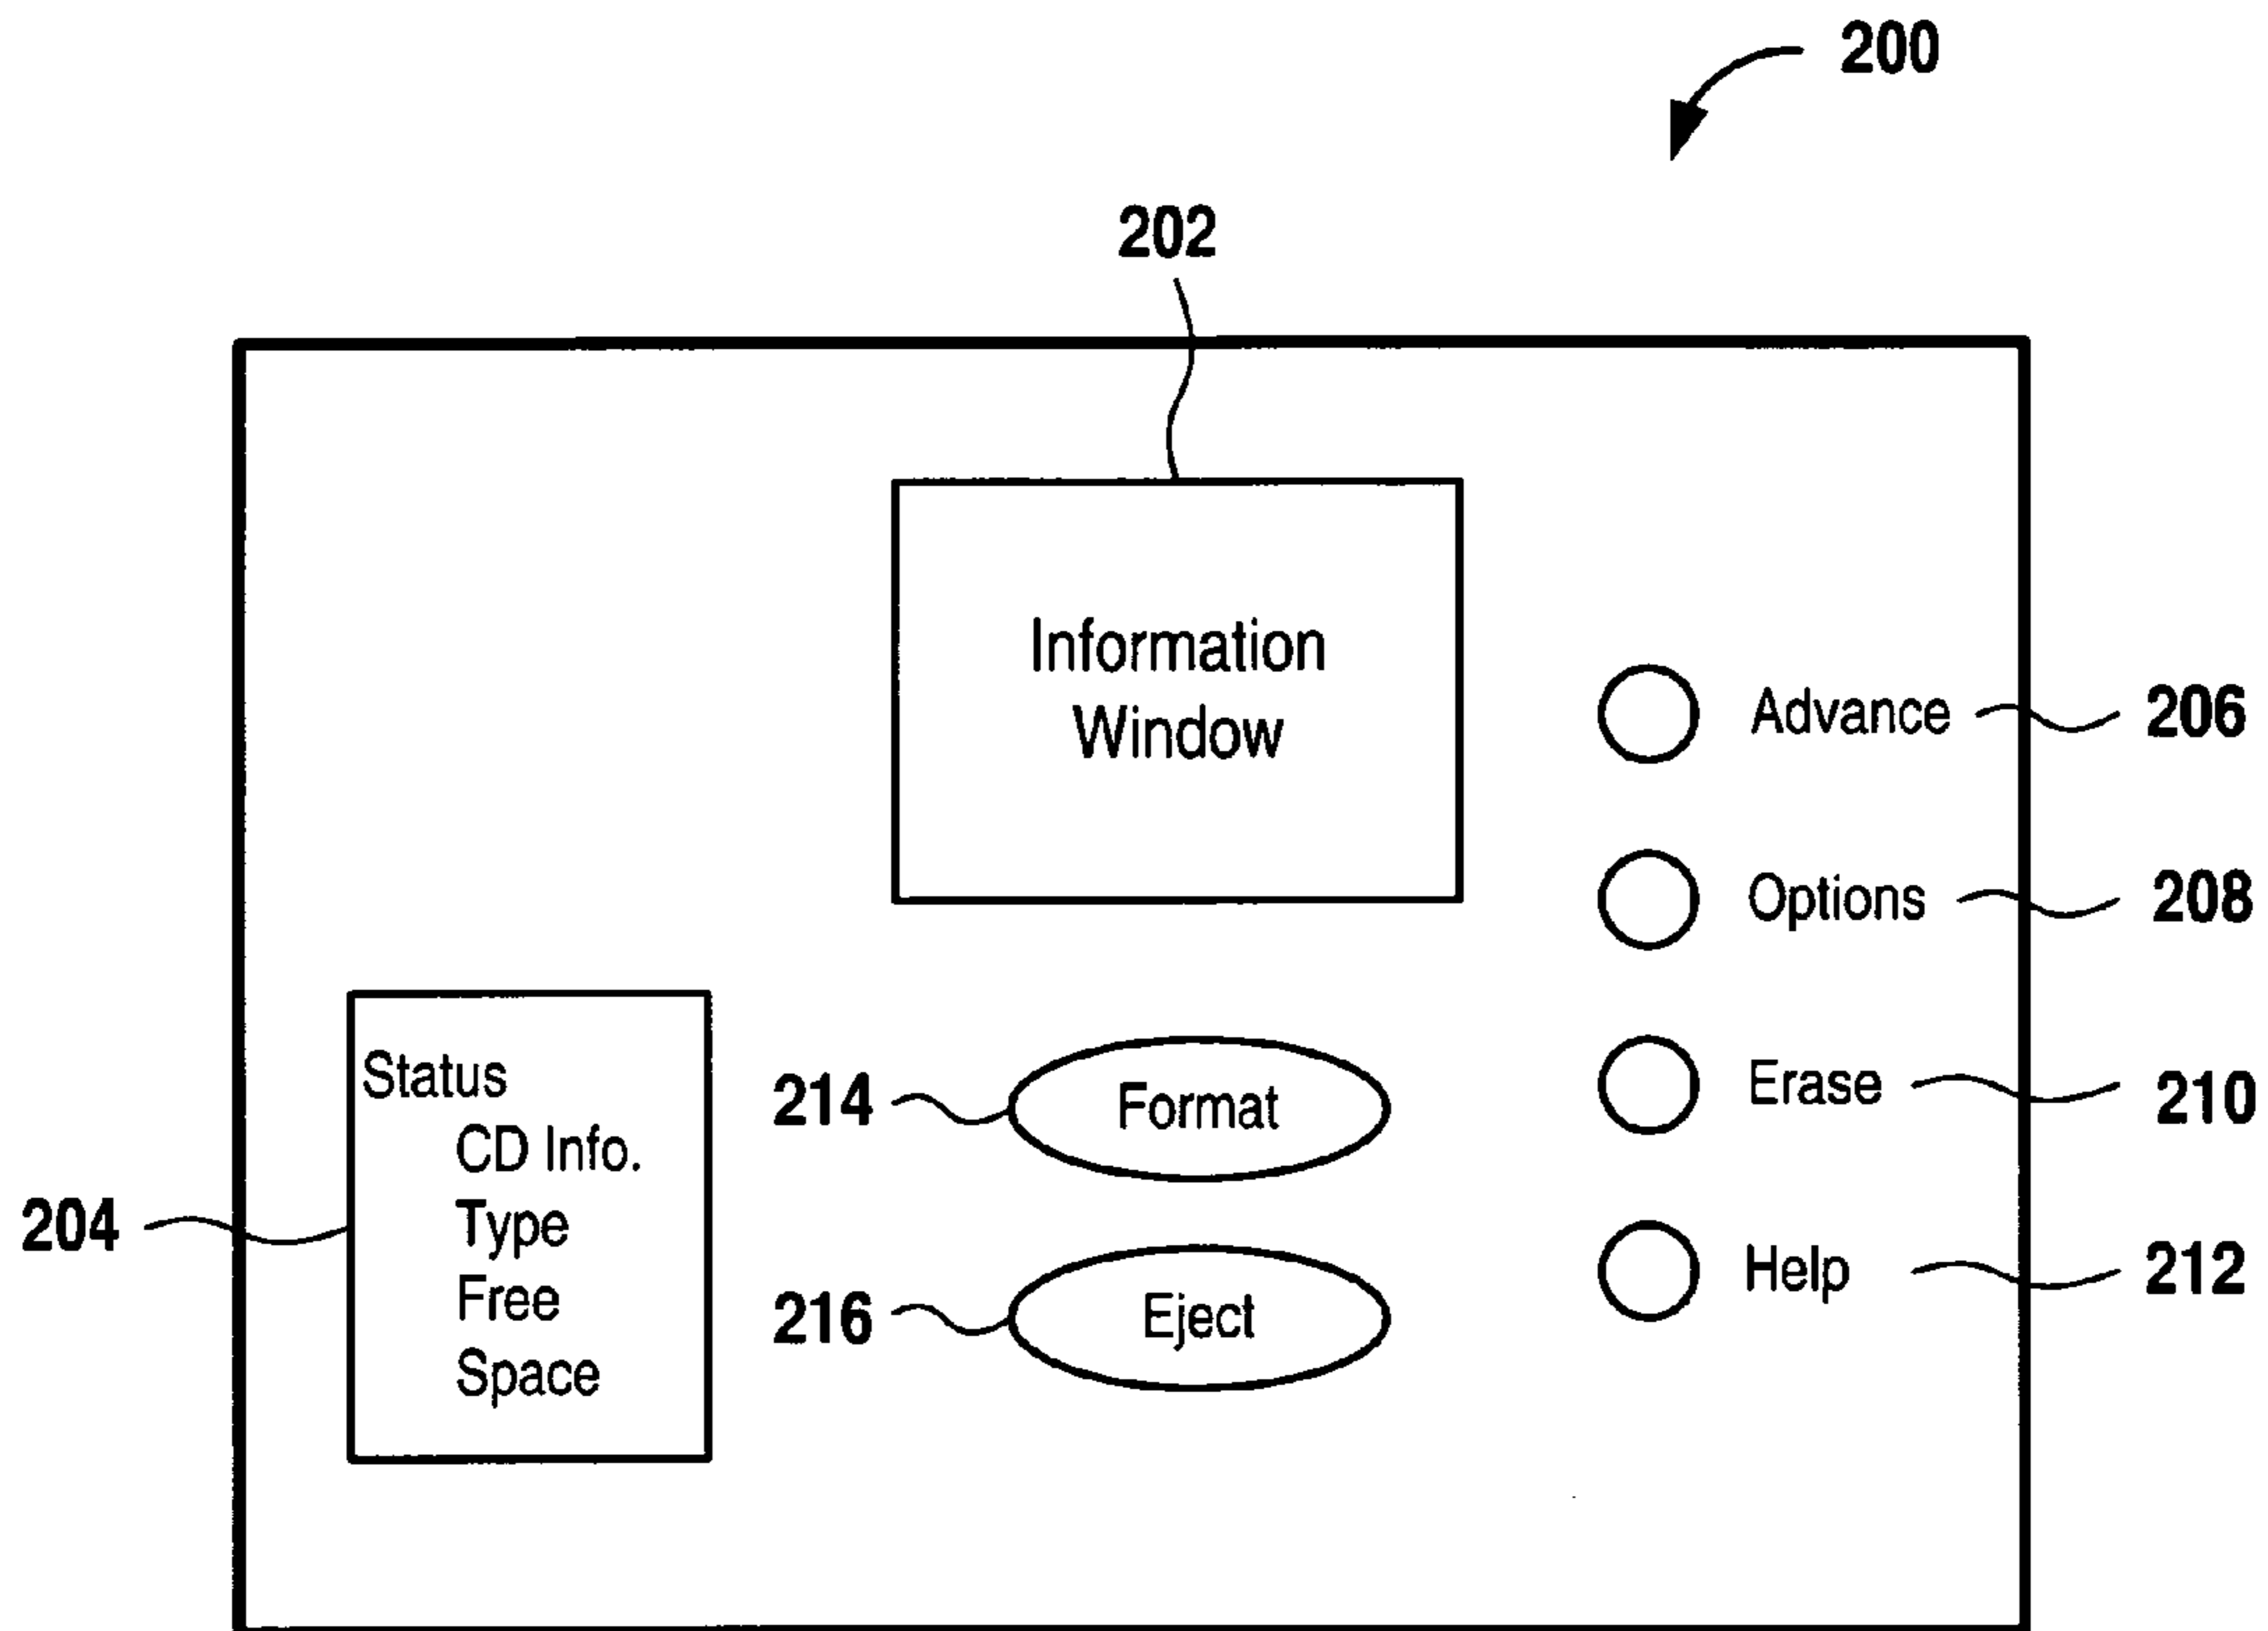 200
202
Information
Window
Advance 206
Options 208
Status
CD Info.
Type
Free
Space
204
214 Format
216 Eject
Erase 210
Help 212